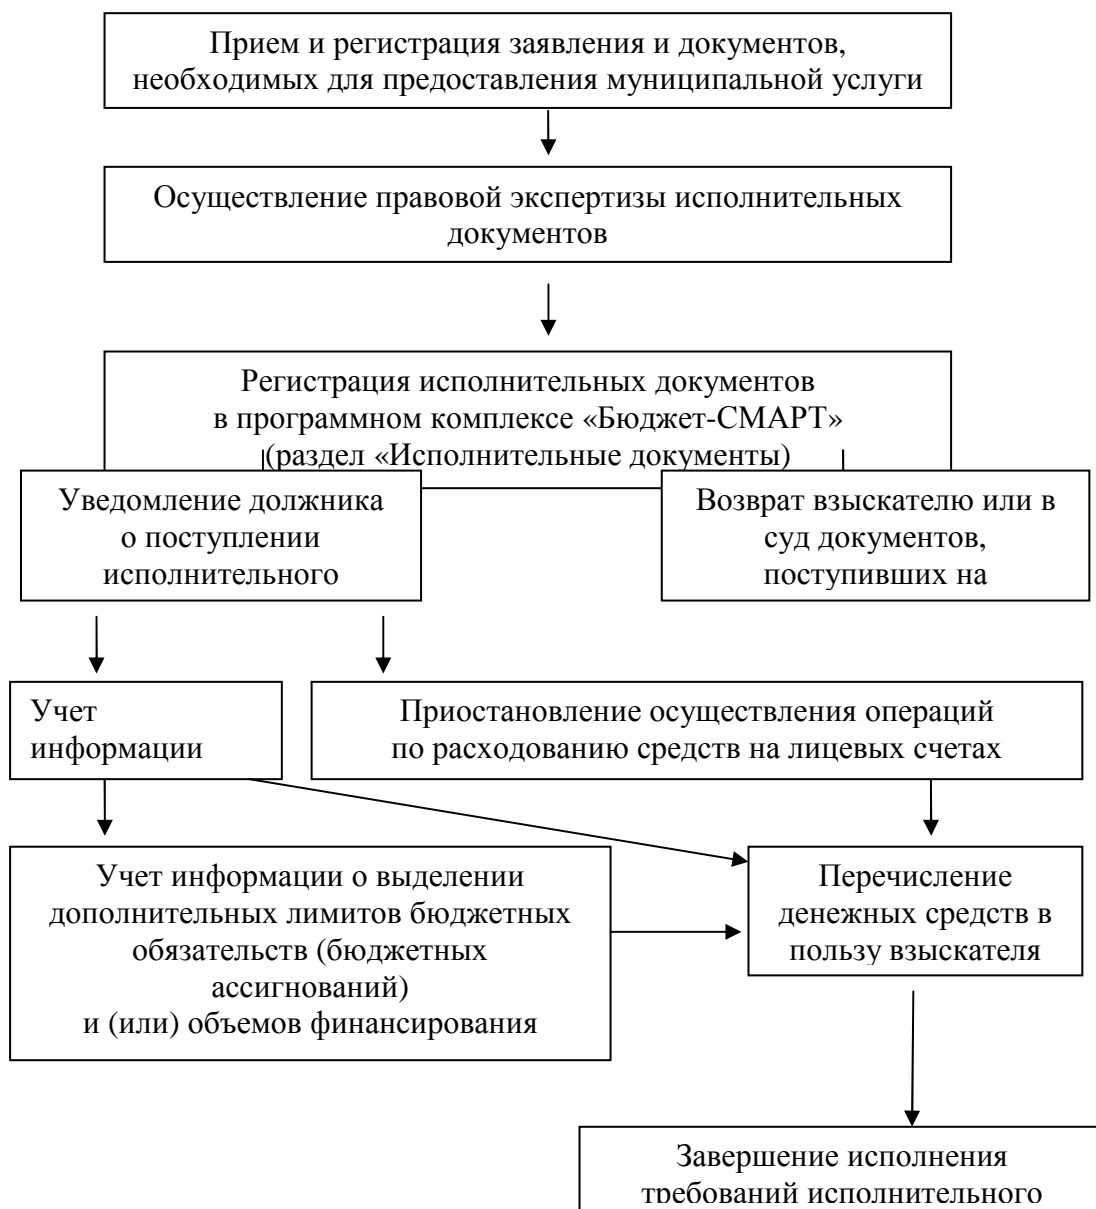 Прием и регистрация заявления и документов,
необходимых для предоставления муниципальной услуги
Осуществление правовой экспертизы исполнительных
документов
Регистрация исполнительных документов
в программном комплексе «Бюджет-СМАРТ»
(раздел «Исполнительные документы)
Уведомление должника
о поступлении
исполнительного
Возврат взыскателю или в
суд документов,
поступивших на
Учет
информации
Приостановление осуществления операций
по расходованию средств на лицевых счетах
Учет информации о выделении
дополнительных лимитов бюджетных
обязательств (бюджетных
ассигнований)
и (или) объемов финансирования
Перечисление
денежных средств в
пользу взыскателя
Завершение исполнения
требований исполнительного